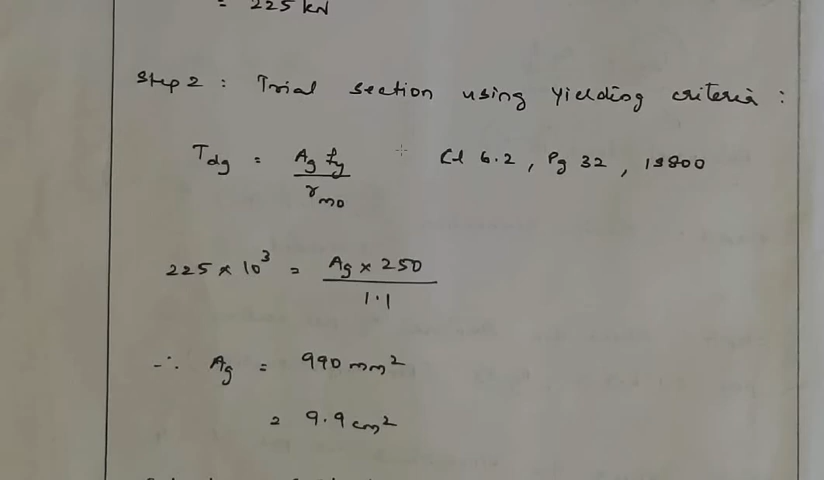 = 225 kN
Step 2 : Trial section using Yielding criteria :
Tdg = Ag fy / γm0 Cl 6.2 , Pg 32 , IS800
225 × 10³ = Ag × 250 / 1.1
∴ Ag = 990 mm²
= 9.9 cm²